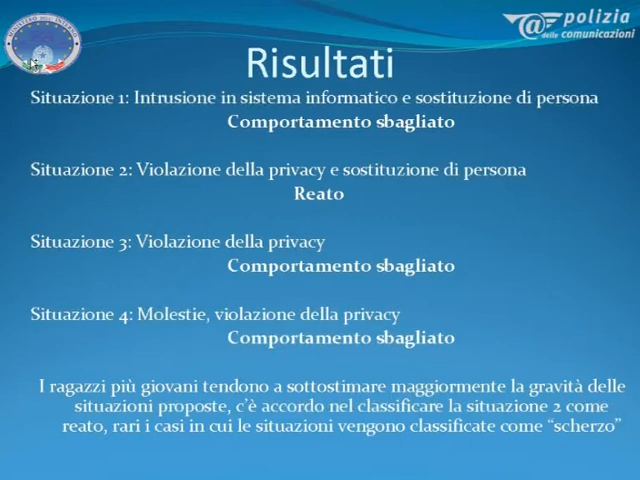 MINISTERO DELL'INTERNO
polizia
delle comunicazioni
Risultati
Situazione 1: Intrusione in sistema informatico e sostituzione di persona
Comportamento sbagliato
Situazione 2: Violazione della privacy e sostituzione di persona
Reato
Situazione 3: Violazione della privacy
Comportamento sbagliato
Situazione 4: Molestie, violazione della privacy
Comportamento sbagliato
I ragazzi più giovani tendono a sottostimare maggiormente la gravità delle
situazioni proposte, c'è accordo nel classificare la situazione 2 come
reato, rari i casi in cui le situazioni vengono classificate come “scherzo”